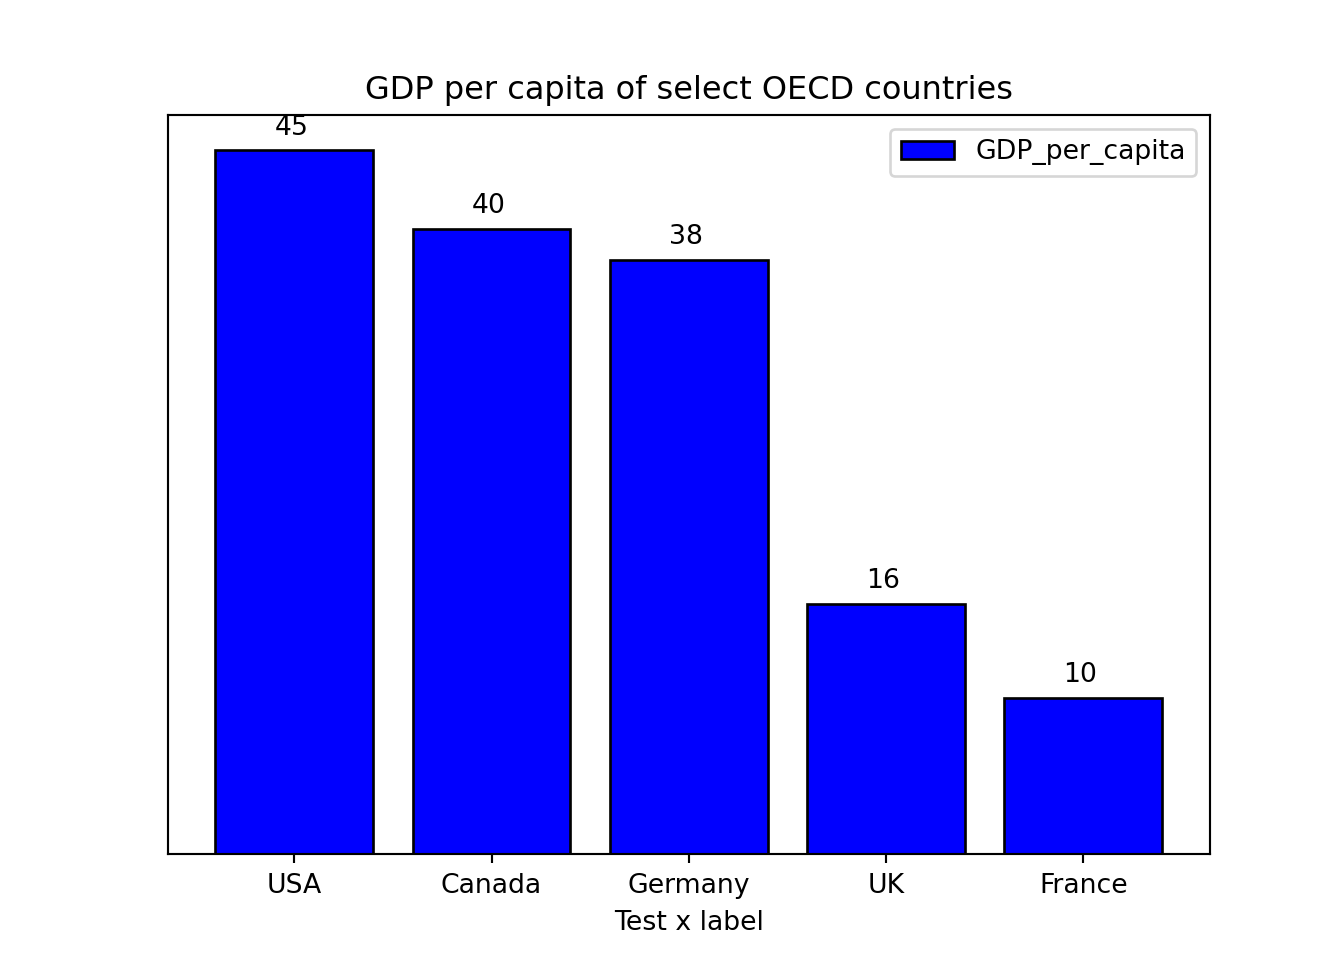 GDP per capita of select OECD countries
45
GDP_per_capita
40
38
16
10
USA Canada Germany UK France
Test x label